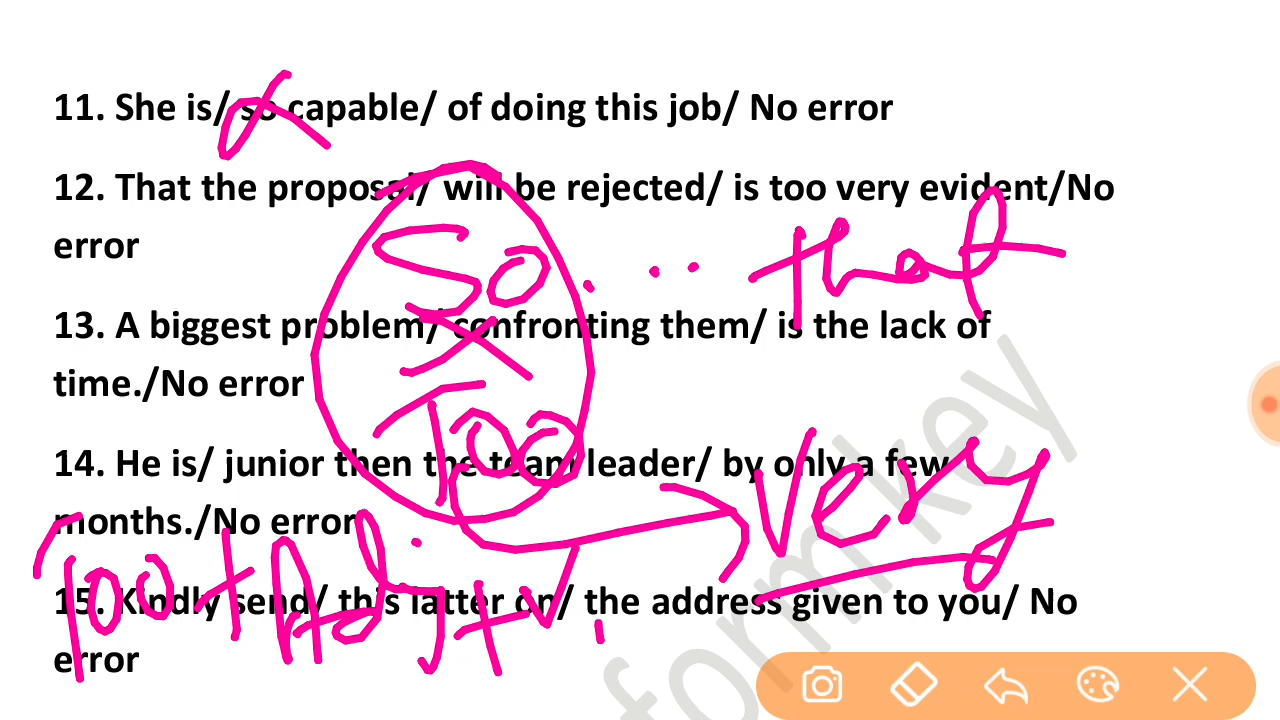 11. She is/ so capable/ of doing this job/ No error
12. That the proposal/ will be rejected/ is too very evident/No
error
So ... that
13. A biggest problem/ confronting them/ is the lack of
time./No error
Too
14. He is/ junior then the team leader/ by only a few
very
months./No error
Too + Adj + V1
15. Kindly send/ this latter on/ the address given to you/ No
error
formkey